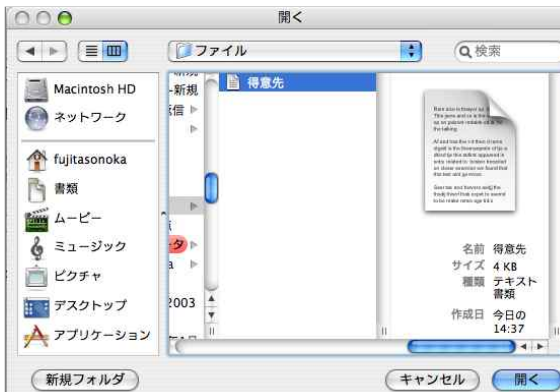 開く
ファイル
検索
Macintosh HD
ネットワーク
fujitasonoka
書類
ムービー
ミュージック
ピクチャ
デスクトップ
アプリケーション
-新規
返信
ータ
a
2003
得意先
名前 得意先
サイズ 4 KB
種類 テキスト
書類
作成日 今日の
14:37
新規フォルダ
キャンセル
開く